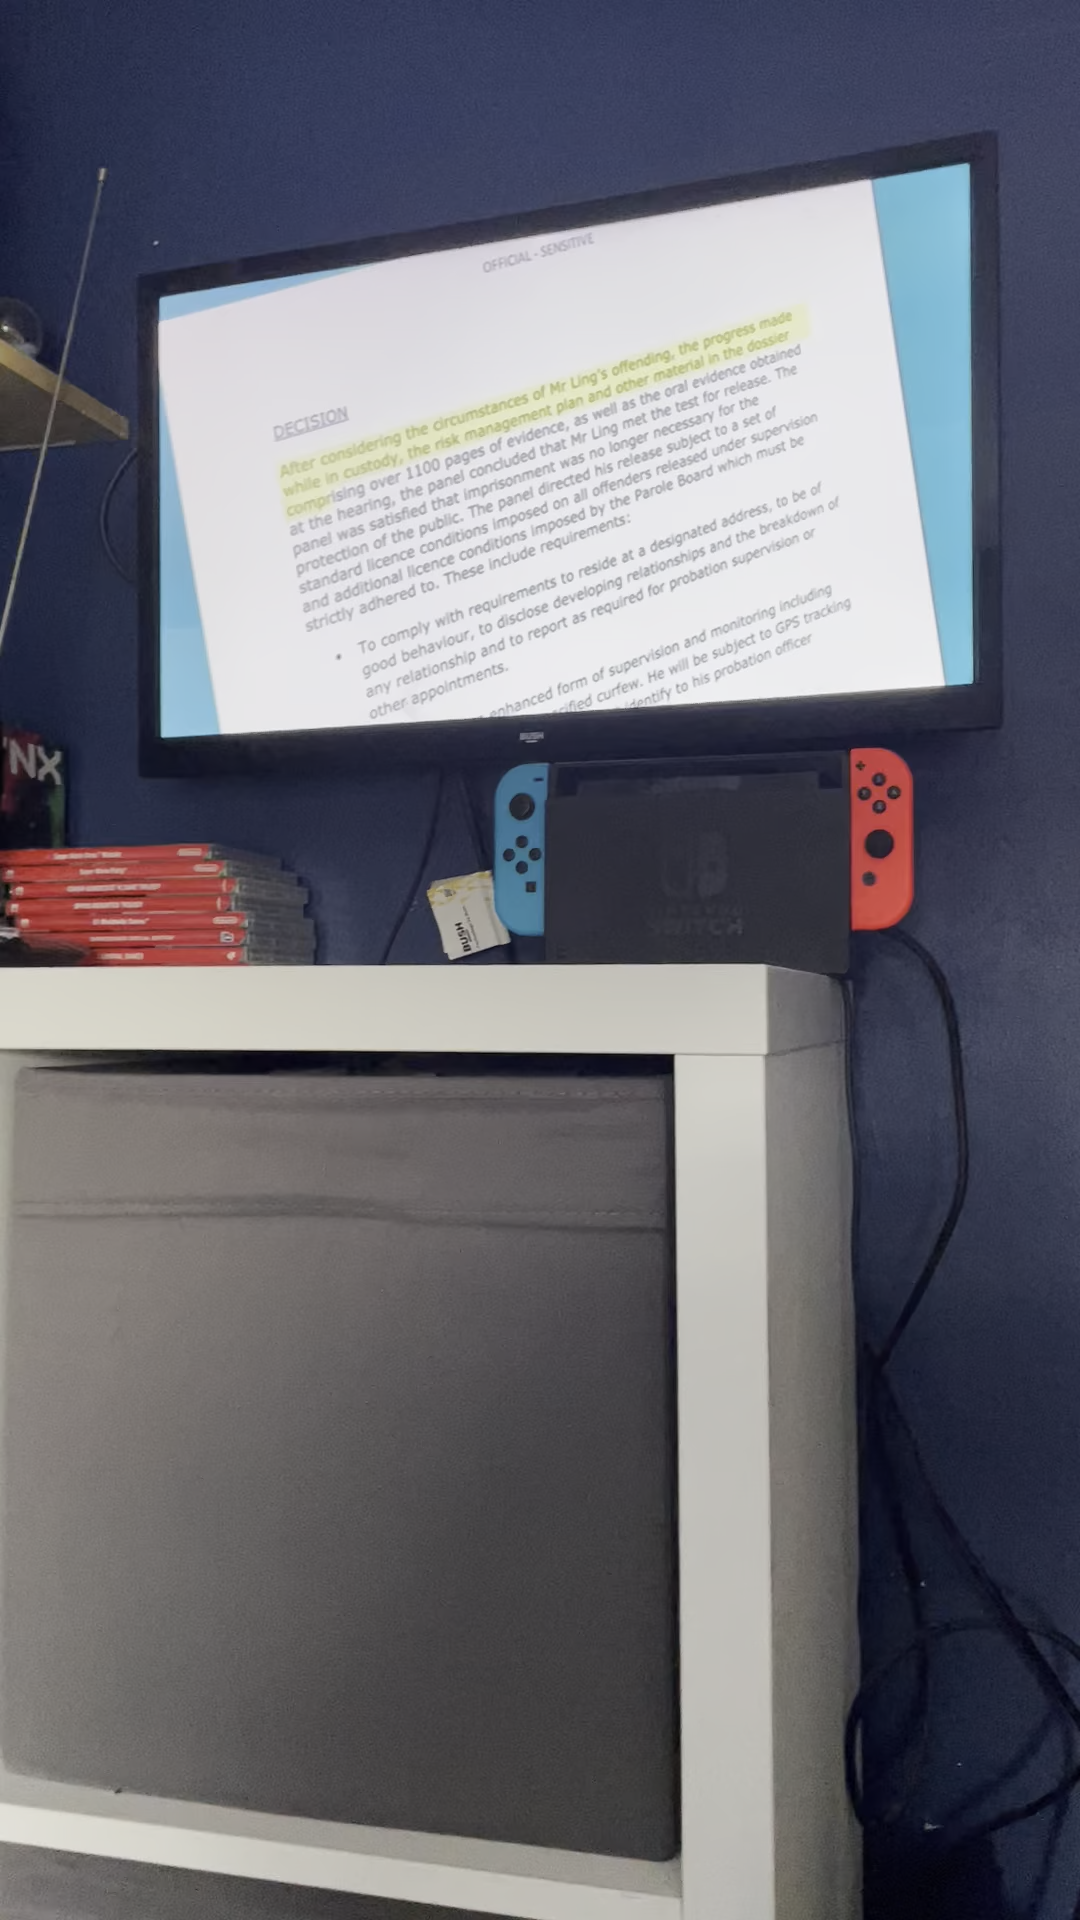 OFFICIAL - SENSITIVE
DECISION
After considering the circumstances of Mr Ling's offending, the progress made
while in custody, the risk management plan and other material in the dossier
comprising over 1100 pages of evidence, as well as the oral evidence obtained
at the hearing, the panel concluded that Mr Ling met the test for release. The
panel was satisfied that imprisonment was no longer necessary for the
protection of the public. The panel directed his release subject to a set of
standard licence conditions imposed on all offenders released under supervision
and additional licence conditions imposed by the Parole Board which must be
strictly adhered to. These include requirements:
• To comply with requirements to reside at a designated address, to be of
good behaviour, to disclose developing relationships and the breakdown of
any relationship and to report as required for probation supervision or
other appointments.
enhanced form of supervision and monitoring including
curfew. He will be subject to GPS tracking
identify to his probation officer
BUSH
NX
BUSH
SWITCH